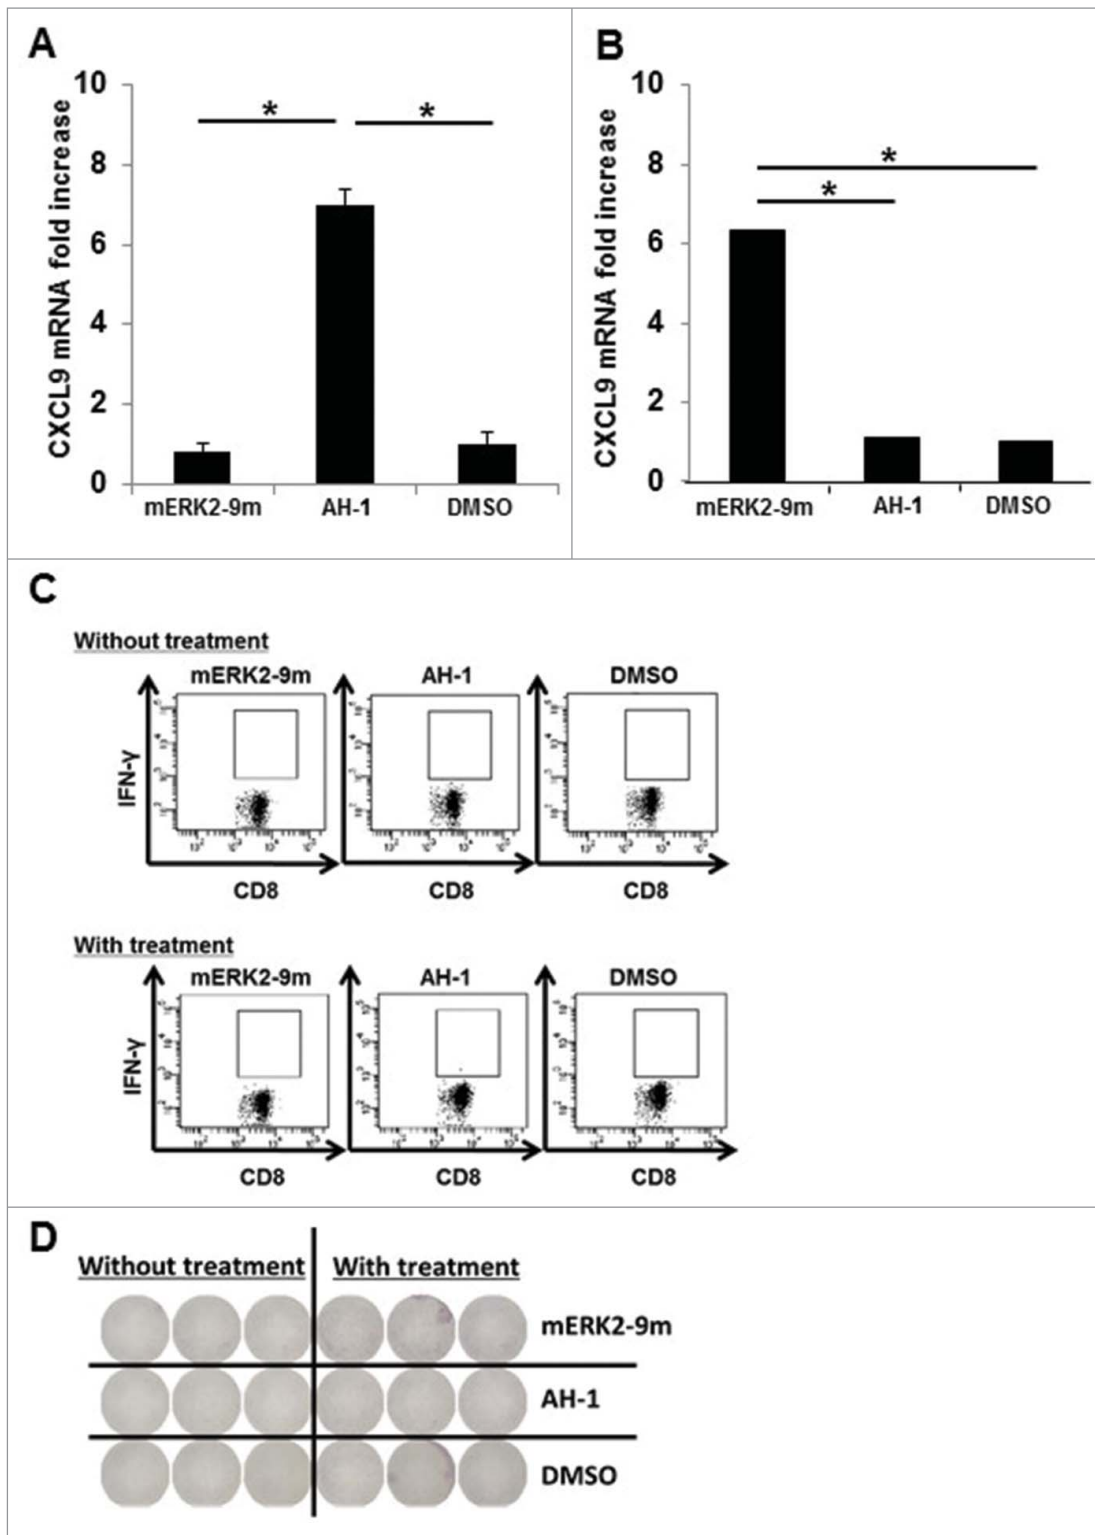 A
CXCL9 mRNA fold increase
10
8
6
4
2
0
*
*
mERK2-9m AH-1 DMSO
B
CXCL9 mRNA fold increase
10
8
6
4
2
0
*
*
mERK2-9m AH-1 DMSO
C
Without treatment
mERK2-9m AH-1 DMSO
IFN-γ
CD8 CD8 CD8
With treatment
mERK2-9m AH-1 DMSO
IFN-γ
CD8 CD8 CD8
D
Without treatment With treatment
mERK2-9m
AH-1
DMSO